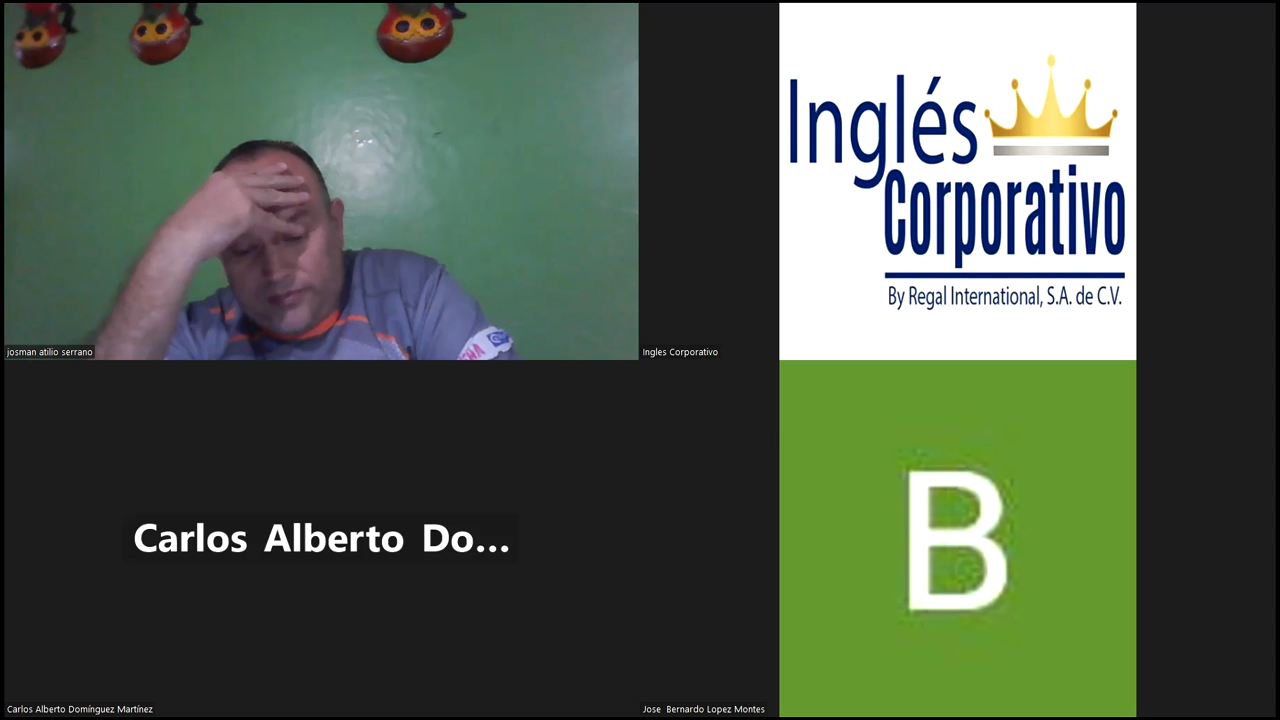 Inglés
Corporativo
By Regal International, S.A. de C.V.
josman atilio serrano
Ingles Corporativo
Carlos Alberto Do...
B
Carlos Alberto Domínguez Martínez
Jose Bernardo Lopez Montes